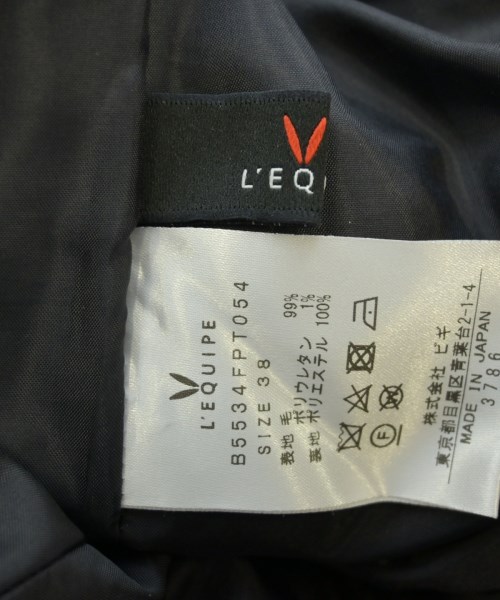 L'EQ
L'EQUIPE
B5534FPT054
SIZE 38
表地 毛 99%
ポリウレタン 1%
裏地 ポリエステル 100%
F
株式会社 ビギ
東京都目黒区青葉台2-1-4
MADE IN JAPAN
3786